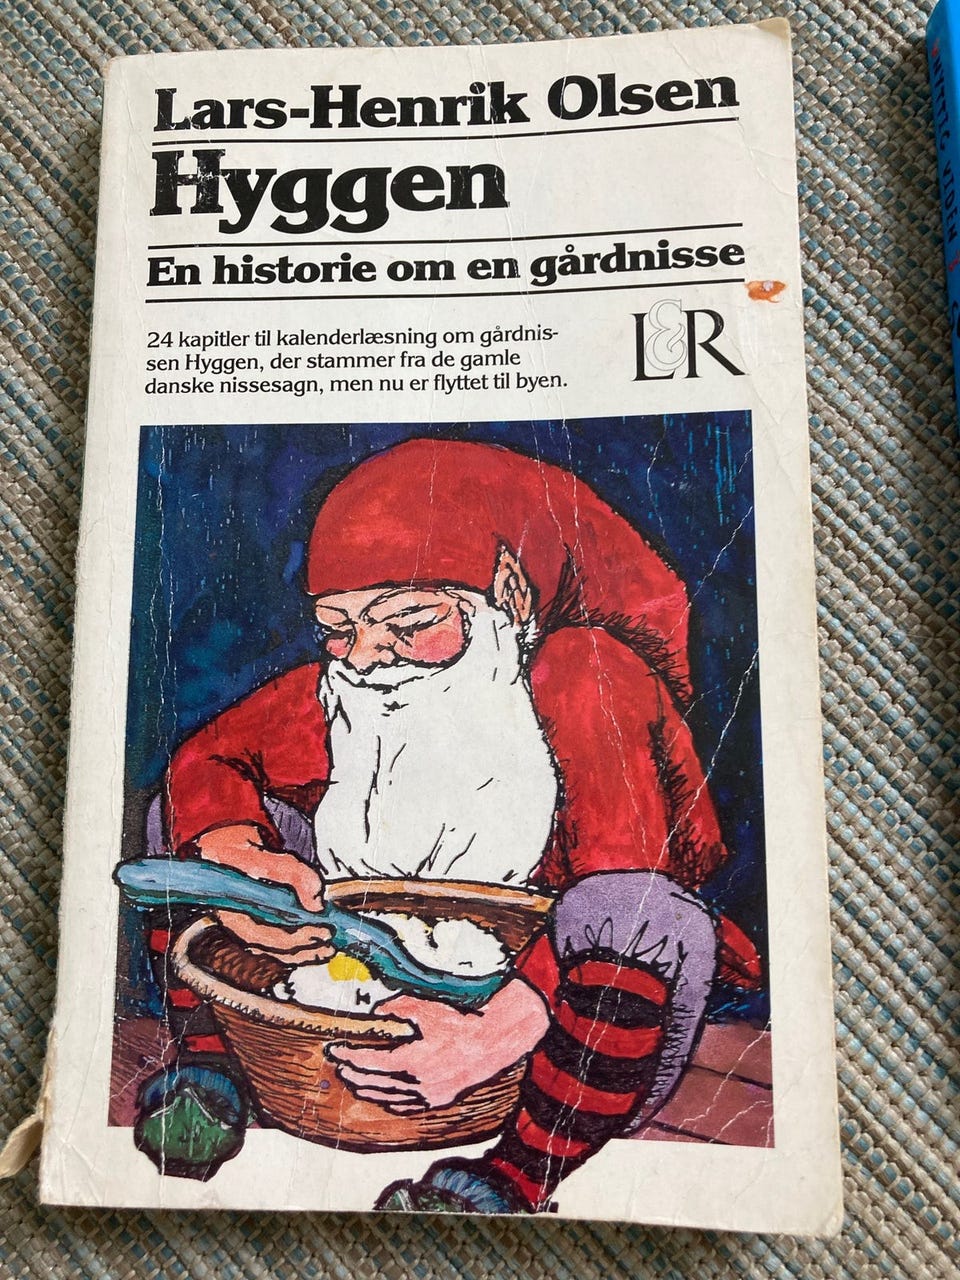 Lars-Henrik Olsen
Hyggen
En historie om en gårdnisse
24 kapitler til kalenderlæsning om gårdnis-
sen Hyggen, der stammer fra de gamle
danske nissesagn, men nu er flyttet til byen.
L&R
VIDEN